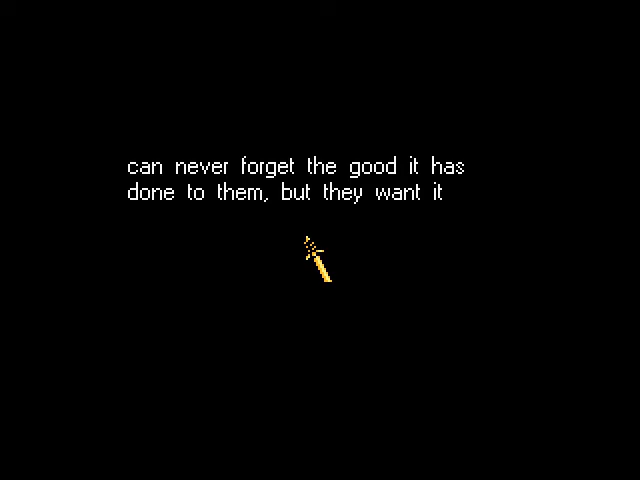 can never forget the good it has
done to them, but they want it